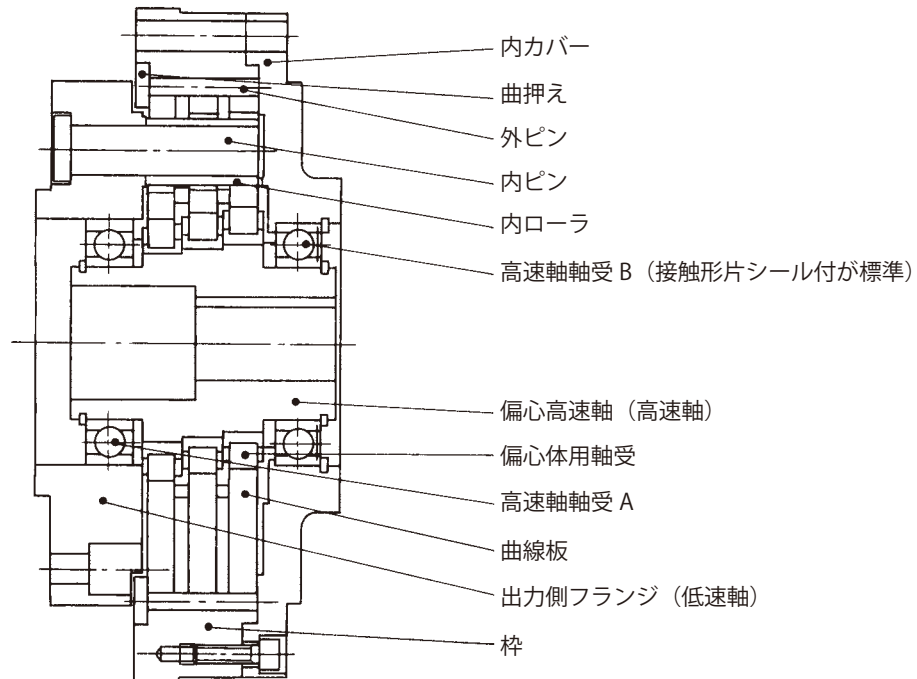 内カバー
曲押え
外ピン
内ピン
内ローラ
高速軸軸受 B（接触形片シール付が標準）
偏心高速軸（高速軸）
偏心体用軸受
高速軸軸受 A
曲線板
出力側フランジ（低速軸）
枠